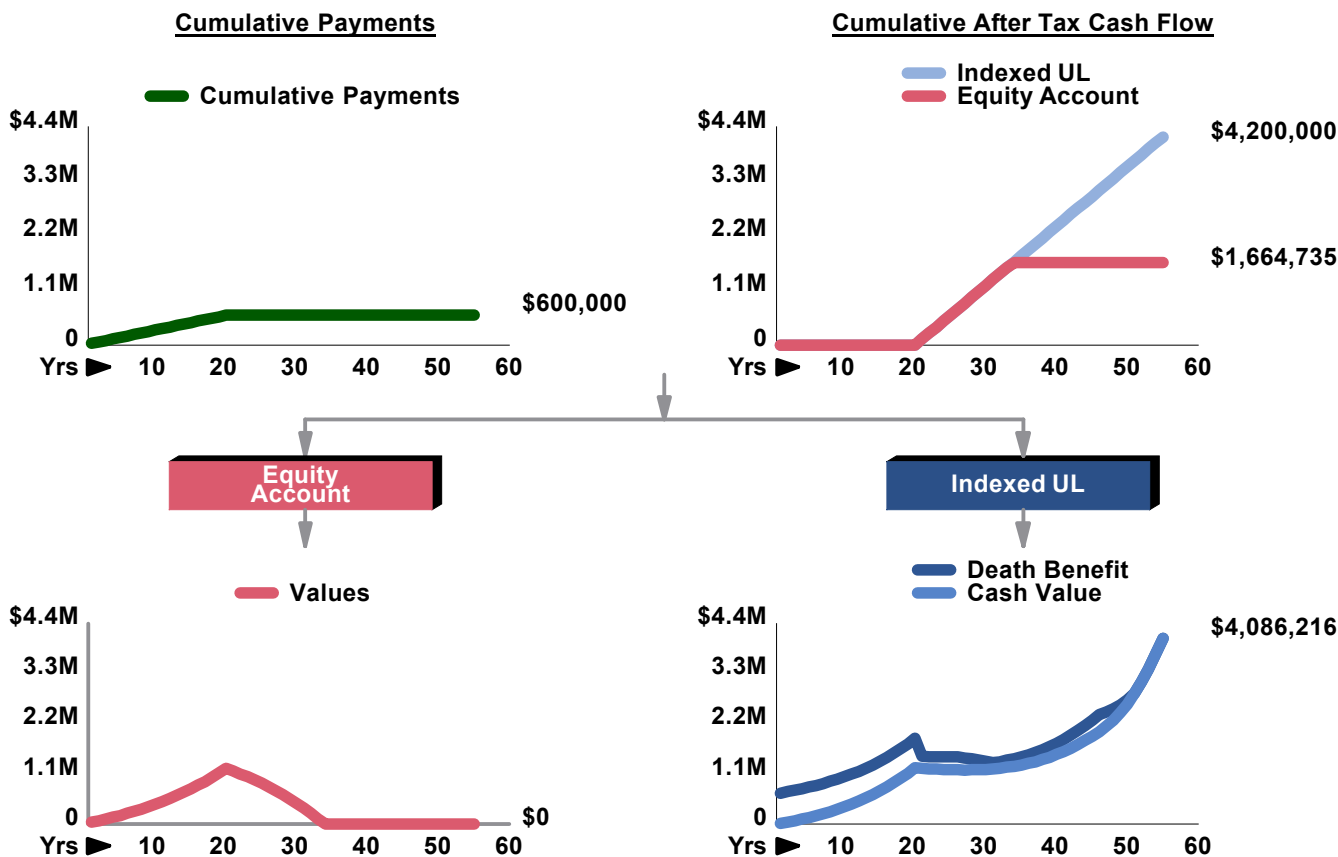 Cumulative Payments
Cumulative Payments
$4.4M
3.3M
2.2M
1.1M
0
$600,000
Yrs 10 20 30 40 50 60
Cumulative After Tax Cash Flow
Indexed UL
Equity Account
$4.4M
3.3M
2.2M
1.1M
0
$4,200,000
$1,664,735
Yrs 10 20 30 40 50 60
Equity
Account
Indexed UL
Values
$4.4M
3.3M
2.2M
1.1M
0
$0
Yrs 10 20 30 40 50 60
Death Benefit
Cash Value
$4.4M
3.3M
2.2M
1.1M
0
$4,086,216
Yrs 10 20 30 40 50 60